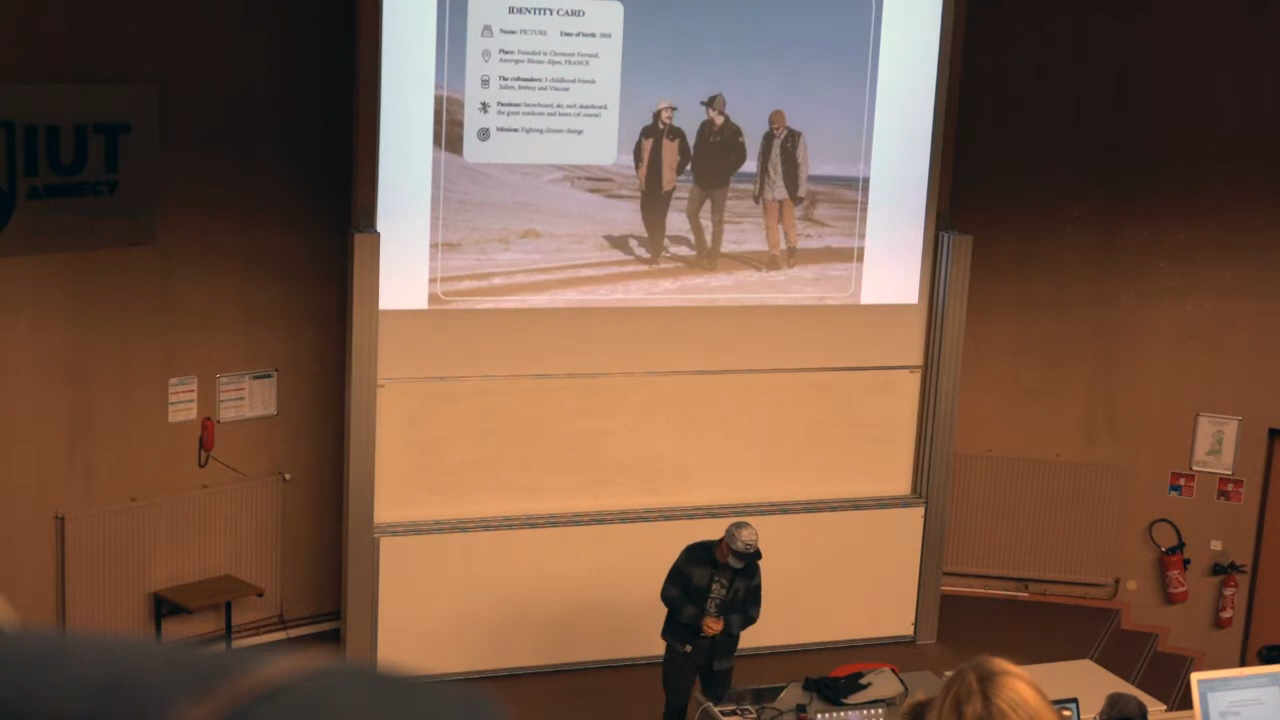 IDENTITY CARD
Name: PICTURE Date of birth: 2008
Place: Founded in Clermont-Ferrand,
Auvergne-Rhône-Alpes, FRANCE
The cofounders: 3 childhood friends
Julien, Jérémy and Vincent
Passions: Snowboard, ski, surf, skateboard,
the great outdoors and beers (of course)
Mission: Fighting climate change
IUT
ANNECY